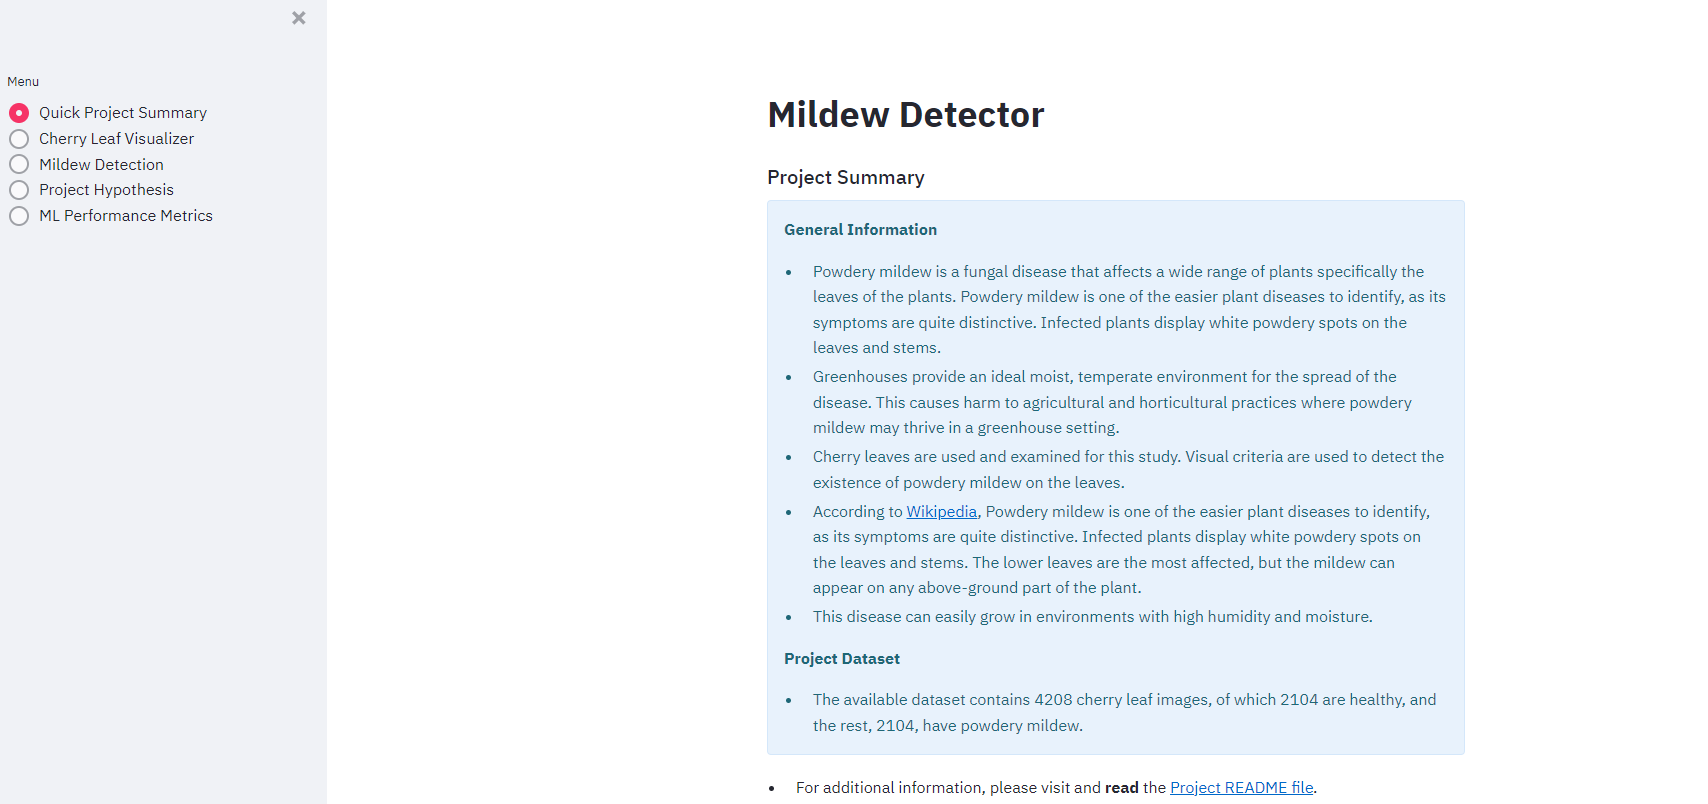 Menu
Quick Project Summary
Cherry Leaf Visualizer
Mildew Detection
Project Hypothesis
ML Performance Metrics
Mildew Detector
Project Summary
General Information
Powdery mildew is a fungal disease that affects a wide range of plants specifically the
leaves of the plants. Powdery mildew is one of the easier plant diseases to identify, as its
symptoms are quite distinctive. Infected plants display white powdery spots on the
leaves and stems.
Greenhouses provide an ideal moist, temperate environment for the spread of the
disease. This causes harm to agricultural and horticultural practices where powdery
mildew may thrive in a greenhouse setting.
Cherry leaves are used and examined for this study. Visual criteria are used to detect the
existence of powdery mildew on the leaves.
According to Wikipedia, Powdery mildew is one of the easier plant diseases to identify,
as its symptoms are quite distinctive. Infected plants display white powdery spots on
the leaves and stems. The lower leaves are the most affected, but the mildew can
appear on any above-ground part of the plant.
This disease can easily grow in environments with high humidity and moisture.
Project Dataset
The available dataset contains 4208 cherry leaf images, of which 2104 are healthy, and
the rest, 2104, have powdery mildew.
For additional information, please visit and read the Project README file.